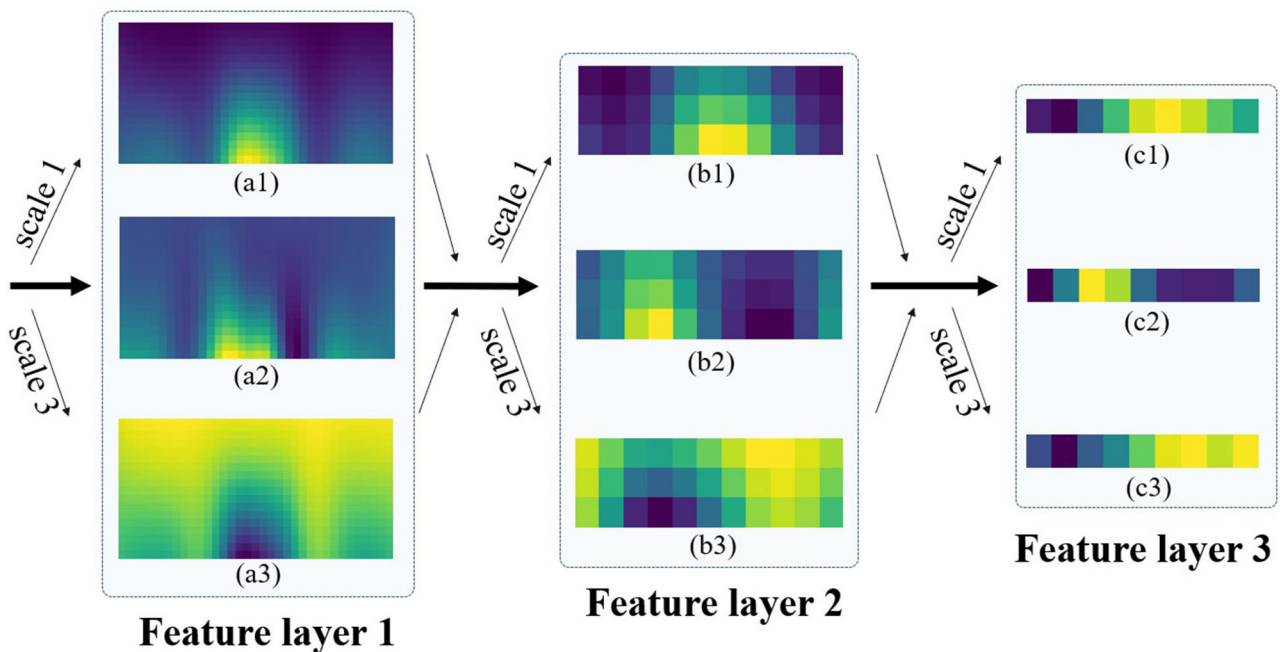 scale 1
(a1)
(a2)
scale 3
(a3)
Feature layer 1
scale 1
(b1)
(b2)
scale 3
(b3)
Feature layer 2
scale 1
(c1)
(c2)
scale 3
(c3)
Feature layer 3